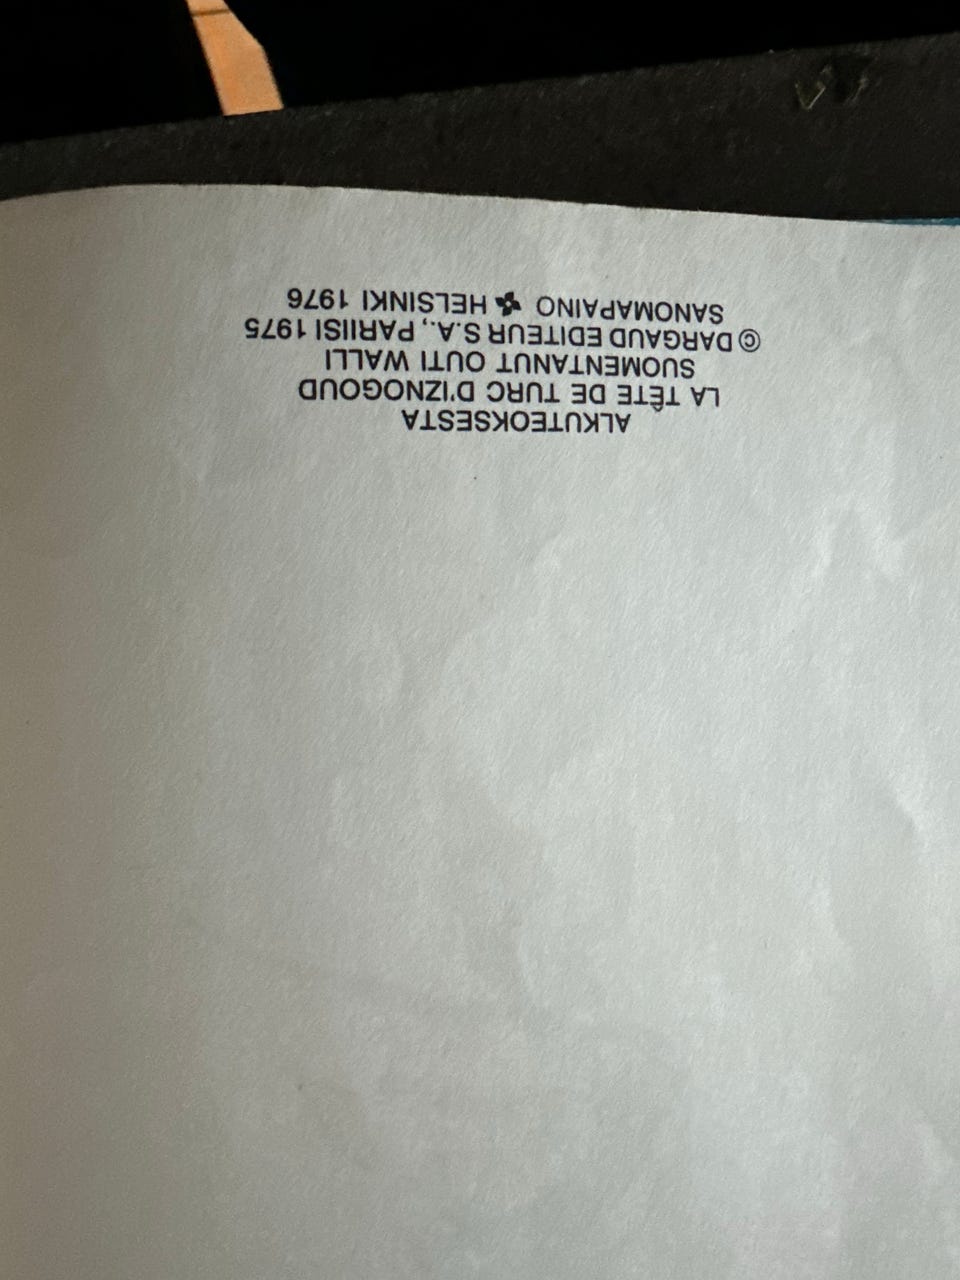 ALKUTEOKSESTA
LA TÊTE DE TURC D'IZNOGOUD
SUOMENTANUT OUTI WALLI
© DARGAUD EDITEUR S.A., PARIISI 1975
SANOMAPAINO HELSINKI 1976